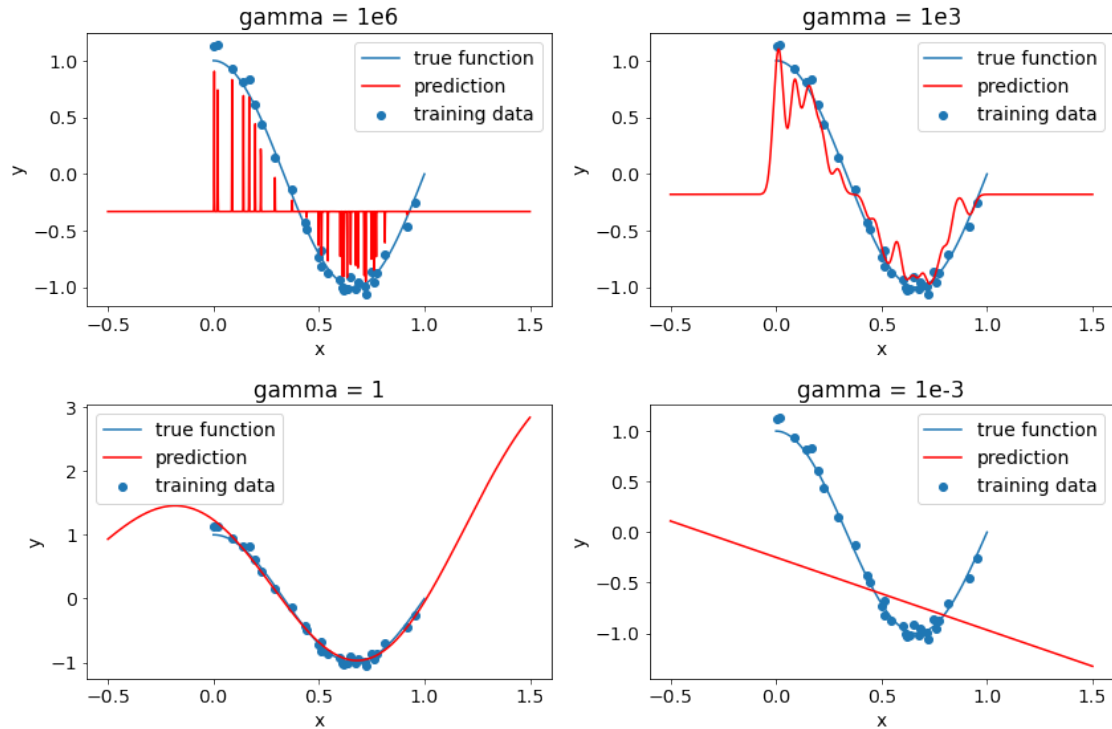 gamma = 1e6
true function
prediction
training data
y
1.0
0.5
0.0
−0.5
−1.0
−0.5
0.0
0.5
1.0
1.5
x
gamma = 1e3
true function
prediction
training data
y
1.0
0.5
0.0
−0.5
−1.0
−0.5
0.0
0.5
1.0
1.5
x
gamma = 1
true function
prediction
training data
y
3
2
1
0
−1
−0.5
0.0
0.5
1.0
1.5
x
gamma = 1e-3
true function
prediction
training data
y
1.0
0.5
0.0
−0.5
−1.0
−0.5
0.0
0.5
1.0
1.5
x